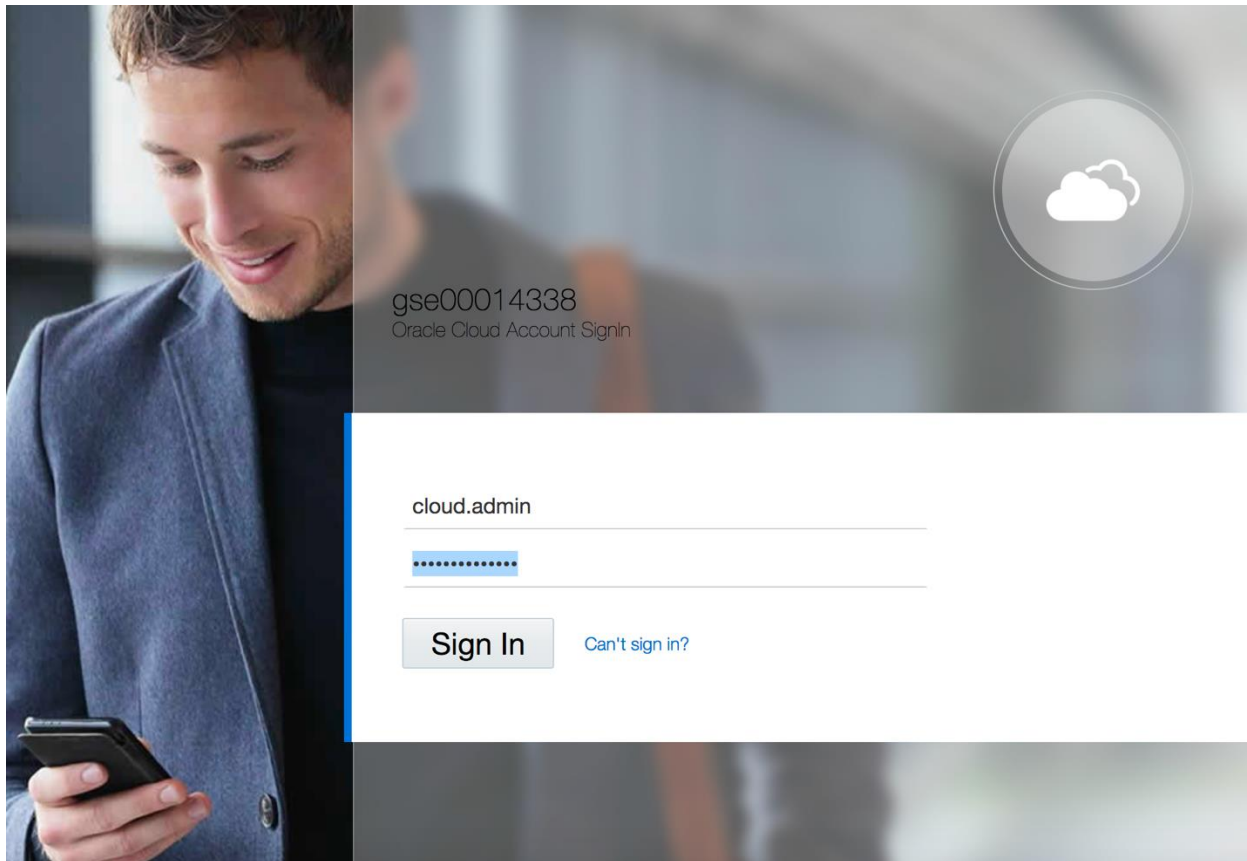 gse00014338
Oracle Cloud Account SignIn
cloud.admin
••••••••••••••
Sign In
Can't sign in?